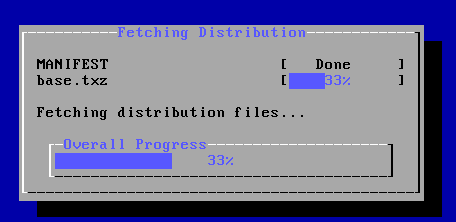 Fetching Distribution
MANIFEST [ Done ]
base.txz [ 33% ]
Fetching distribution files...
Overall Progress
33%